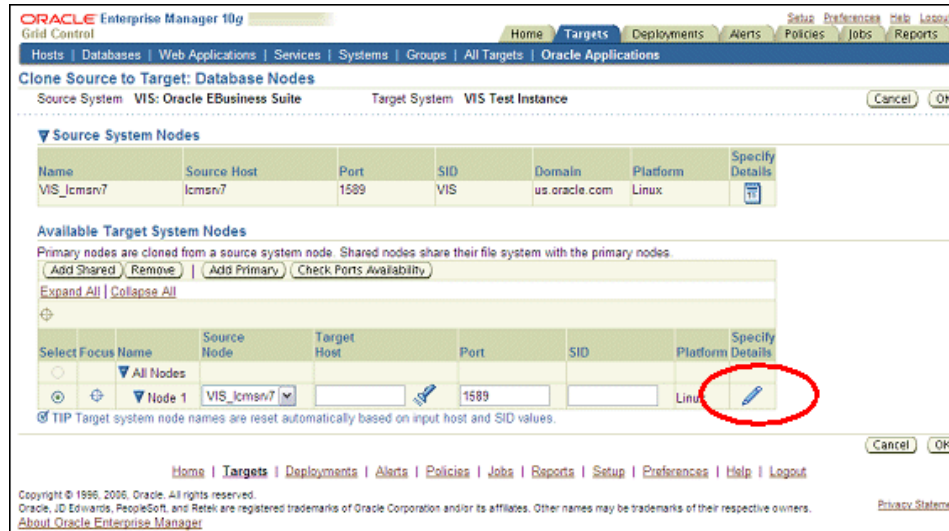 ORACLE Enterprise Manager 10g
Grid Control
Setup Preferences Help Logout
Home Targets Deployments Alerts Policies Jobs Reports
Hosts | Databases | Web Applications | Services | Systems | Groups | All Targets | Oracle Applications
Clone Source to Target: Database Nodes
Source System VIS: Oracle EBusiness Suite Target System VIS Test Instance Cancel OK
Source System Nodes
Name Source Host Port SID Domain Platform Specify Details
VIS_lcmsrv7 lcmsrv7 1589 VIS us.oracle.com Linux
Available Target System Nodes
Primary nodes are cloned from a source system node. Shared nodes share their file system with the primary nodes.
Add Shared Remove | Add Primary Check Ports Availability
Expand All | Collapse All
Select Focus Name Source Node Target Host Port SID Platform Specify Details
All Nodes
Node 1 VIS_lcmsrv7 1589 Linux
TIP Target system node names are reset automatically based on input host and SID values.
Cancel OK
Home | Targets | Deployments | Alerts | Policies | Jobs | Reports | Setup | Preferences | Help | Logout
Copyright © 1996, 2006, Oracle. All rights reserved.
Oracle, JD Edwards, PeopleSoft, and Retek are registered trademarks of Oracle Corporation and/or its affiliates. Other names may be trademarks of their respective owners.
Privacy Statem
About Oracle Enterprise Manager